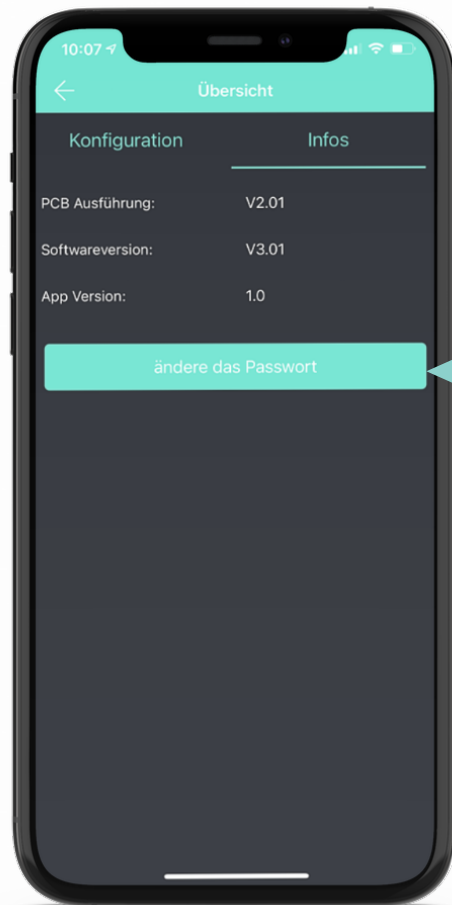 10:07
Übersicht
Konfiguration Infos
PCB Ausführung: V2.01
Softwareversion: V3.01
App Version: 1.0
ändere das Passwort